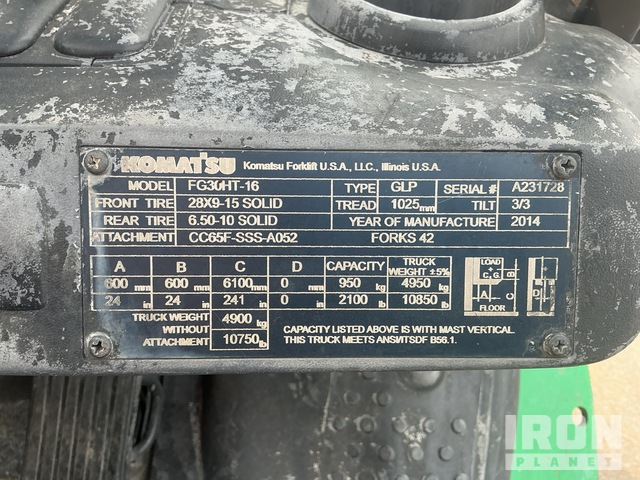 KOMATSU Komatsu Forklift U.S.A., LLC., Illinois U.S.A.
MODEL FG30HT-16 TYPE GLP SERIAL # A231728
FRONT TIRE 28X9-15 SOLID TREAD 1025mm TILT 3/3
REAR TIRE 6.50-10 SOLID YEAR OF MANUFACTURE 2014
ATTACHMENT CC65F-SSS-A052 FORKS 42
A B C D CAPACITY TRUCK WEIGHT ±5%
600 mm 600 mm 6100 mm 0 mm 950 kg 4950 kg
24 in 24 in 241 in 0 in 2100 lb 10850 lb
TRUCK WEIGHT WITHOUT ATTACHMENT 4900 kg 10750 lb
CAPACITY LISTED ABOVE IS WITH MAST VERTICAL
THIS TRUCK MEETS ANSI/ITSDF B56.1.
LOAD
C.G.
A B C D
FLOOR
IRON
PLANET